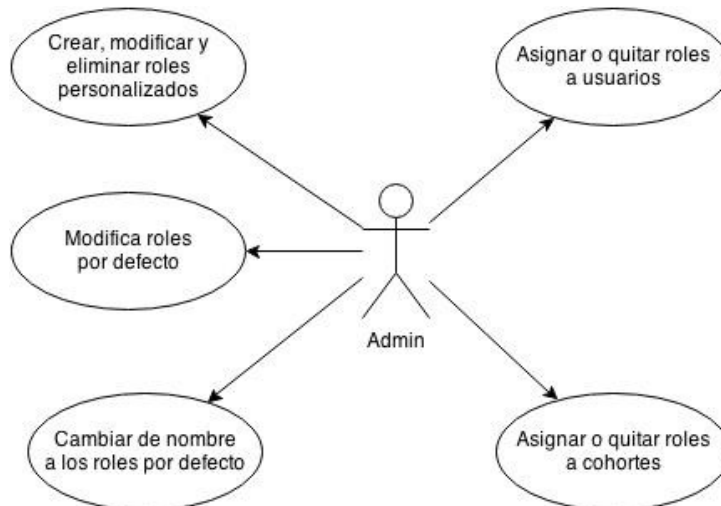 Crear, modificar y
eliminar roles
personalizados
Asignar o quitar roles
a usuarios
Modifica roles
por defecto
Admin
Cambiar de nombre
a los roles por defecto
Asignar o quitar roles
a cohortes